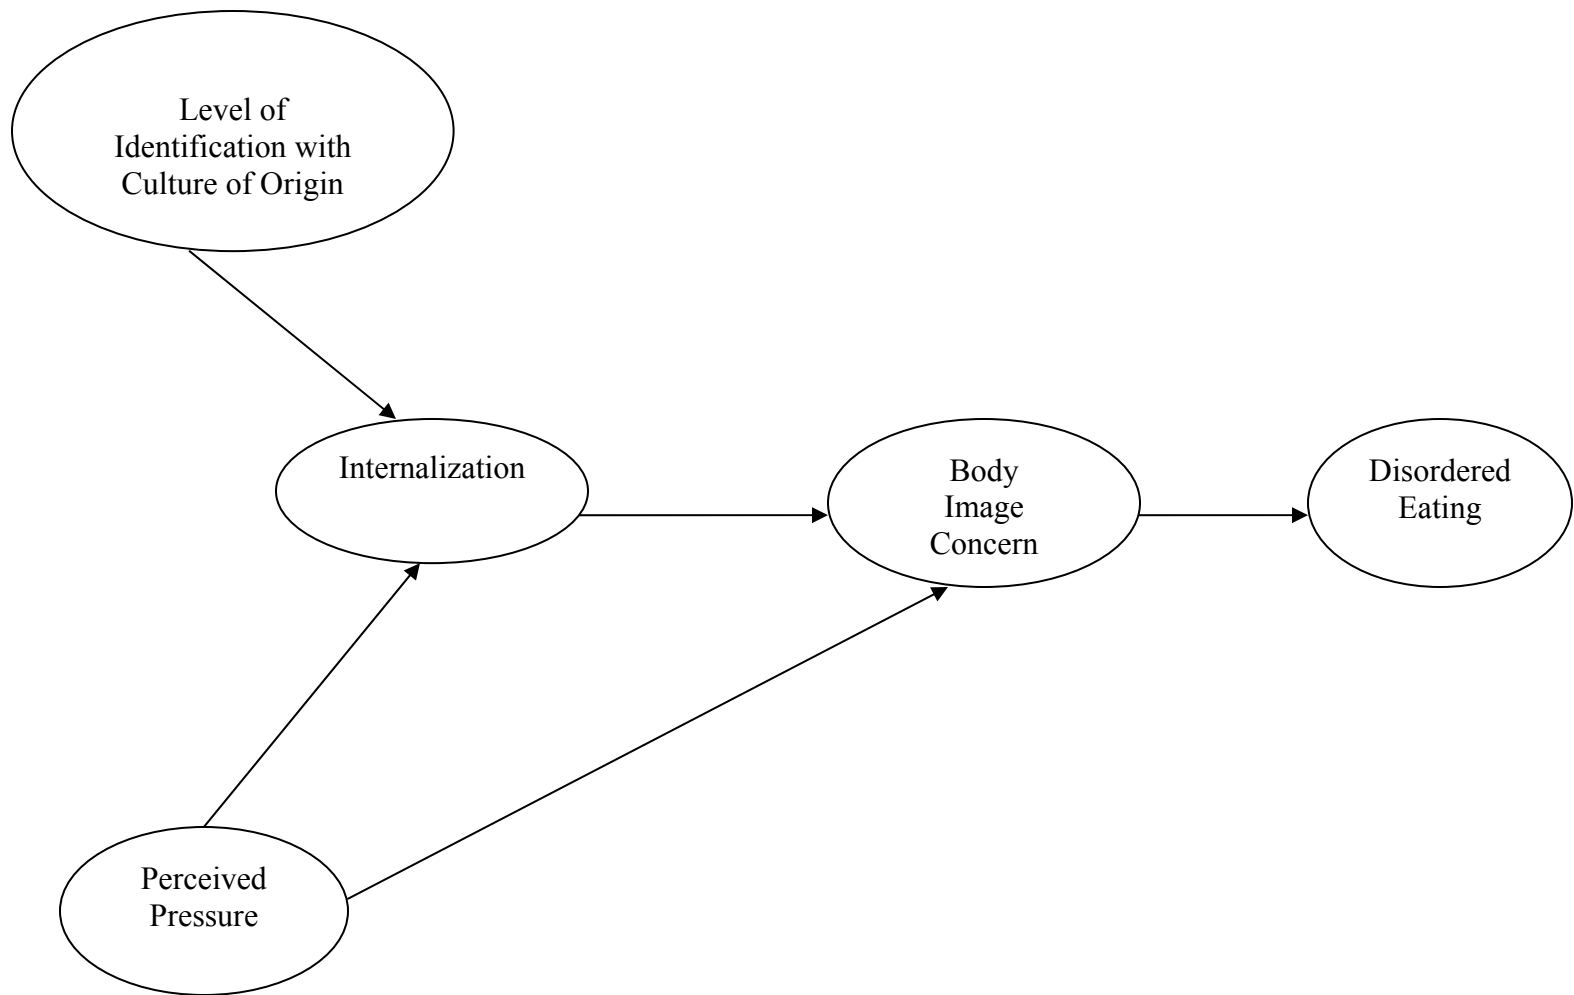 Level of
Identification with
Culture of Origin
Internalization
Body
Image
Concern
Disordered
Eating
Perceived
Pressure